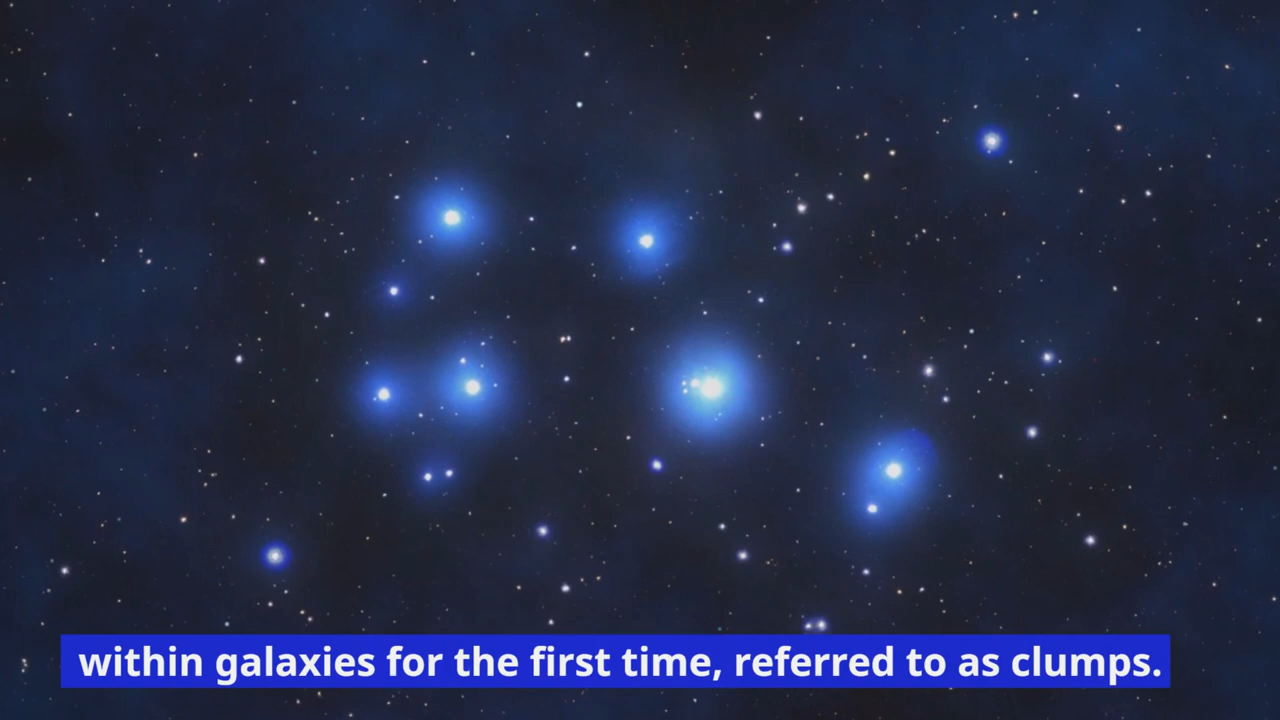 within galaxies for the first time, referred to as clumps.